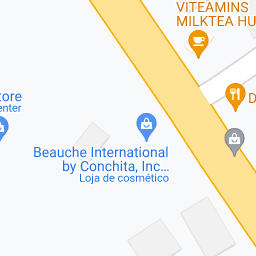 VITEAMINS
MILKTEA HU
tore
enter
D
Beauche International
by Conchita, Inc...
Loja de cosmético